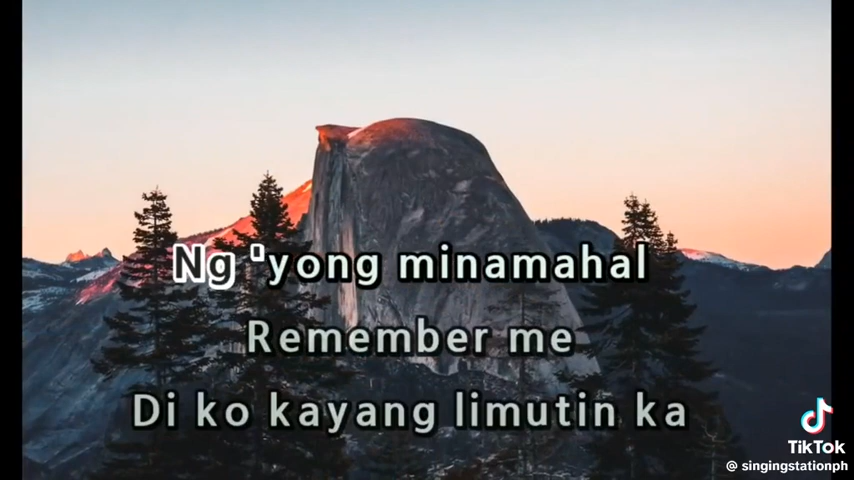 Ng 'yong minamahal
Remember me
Di ko kayang limutin ka
TikTok
@ singingstationph